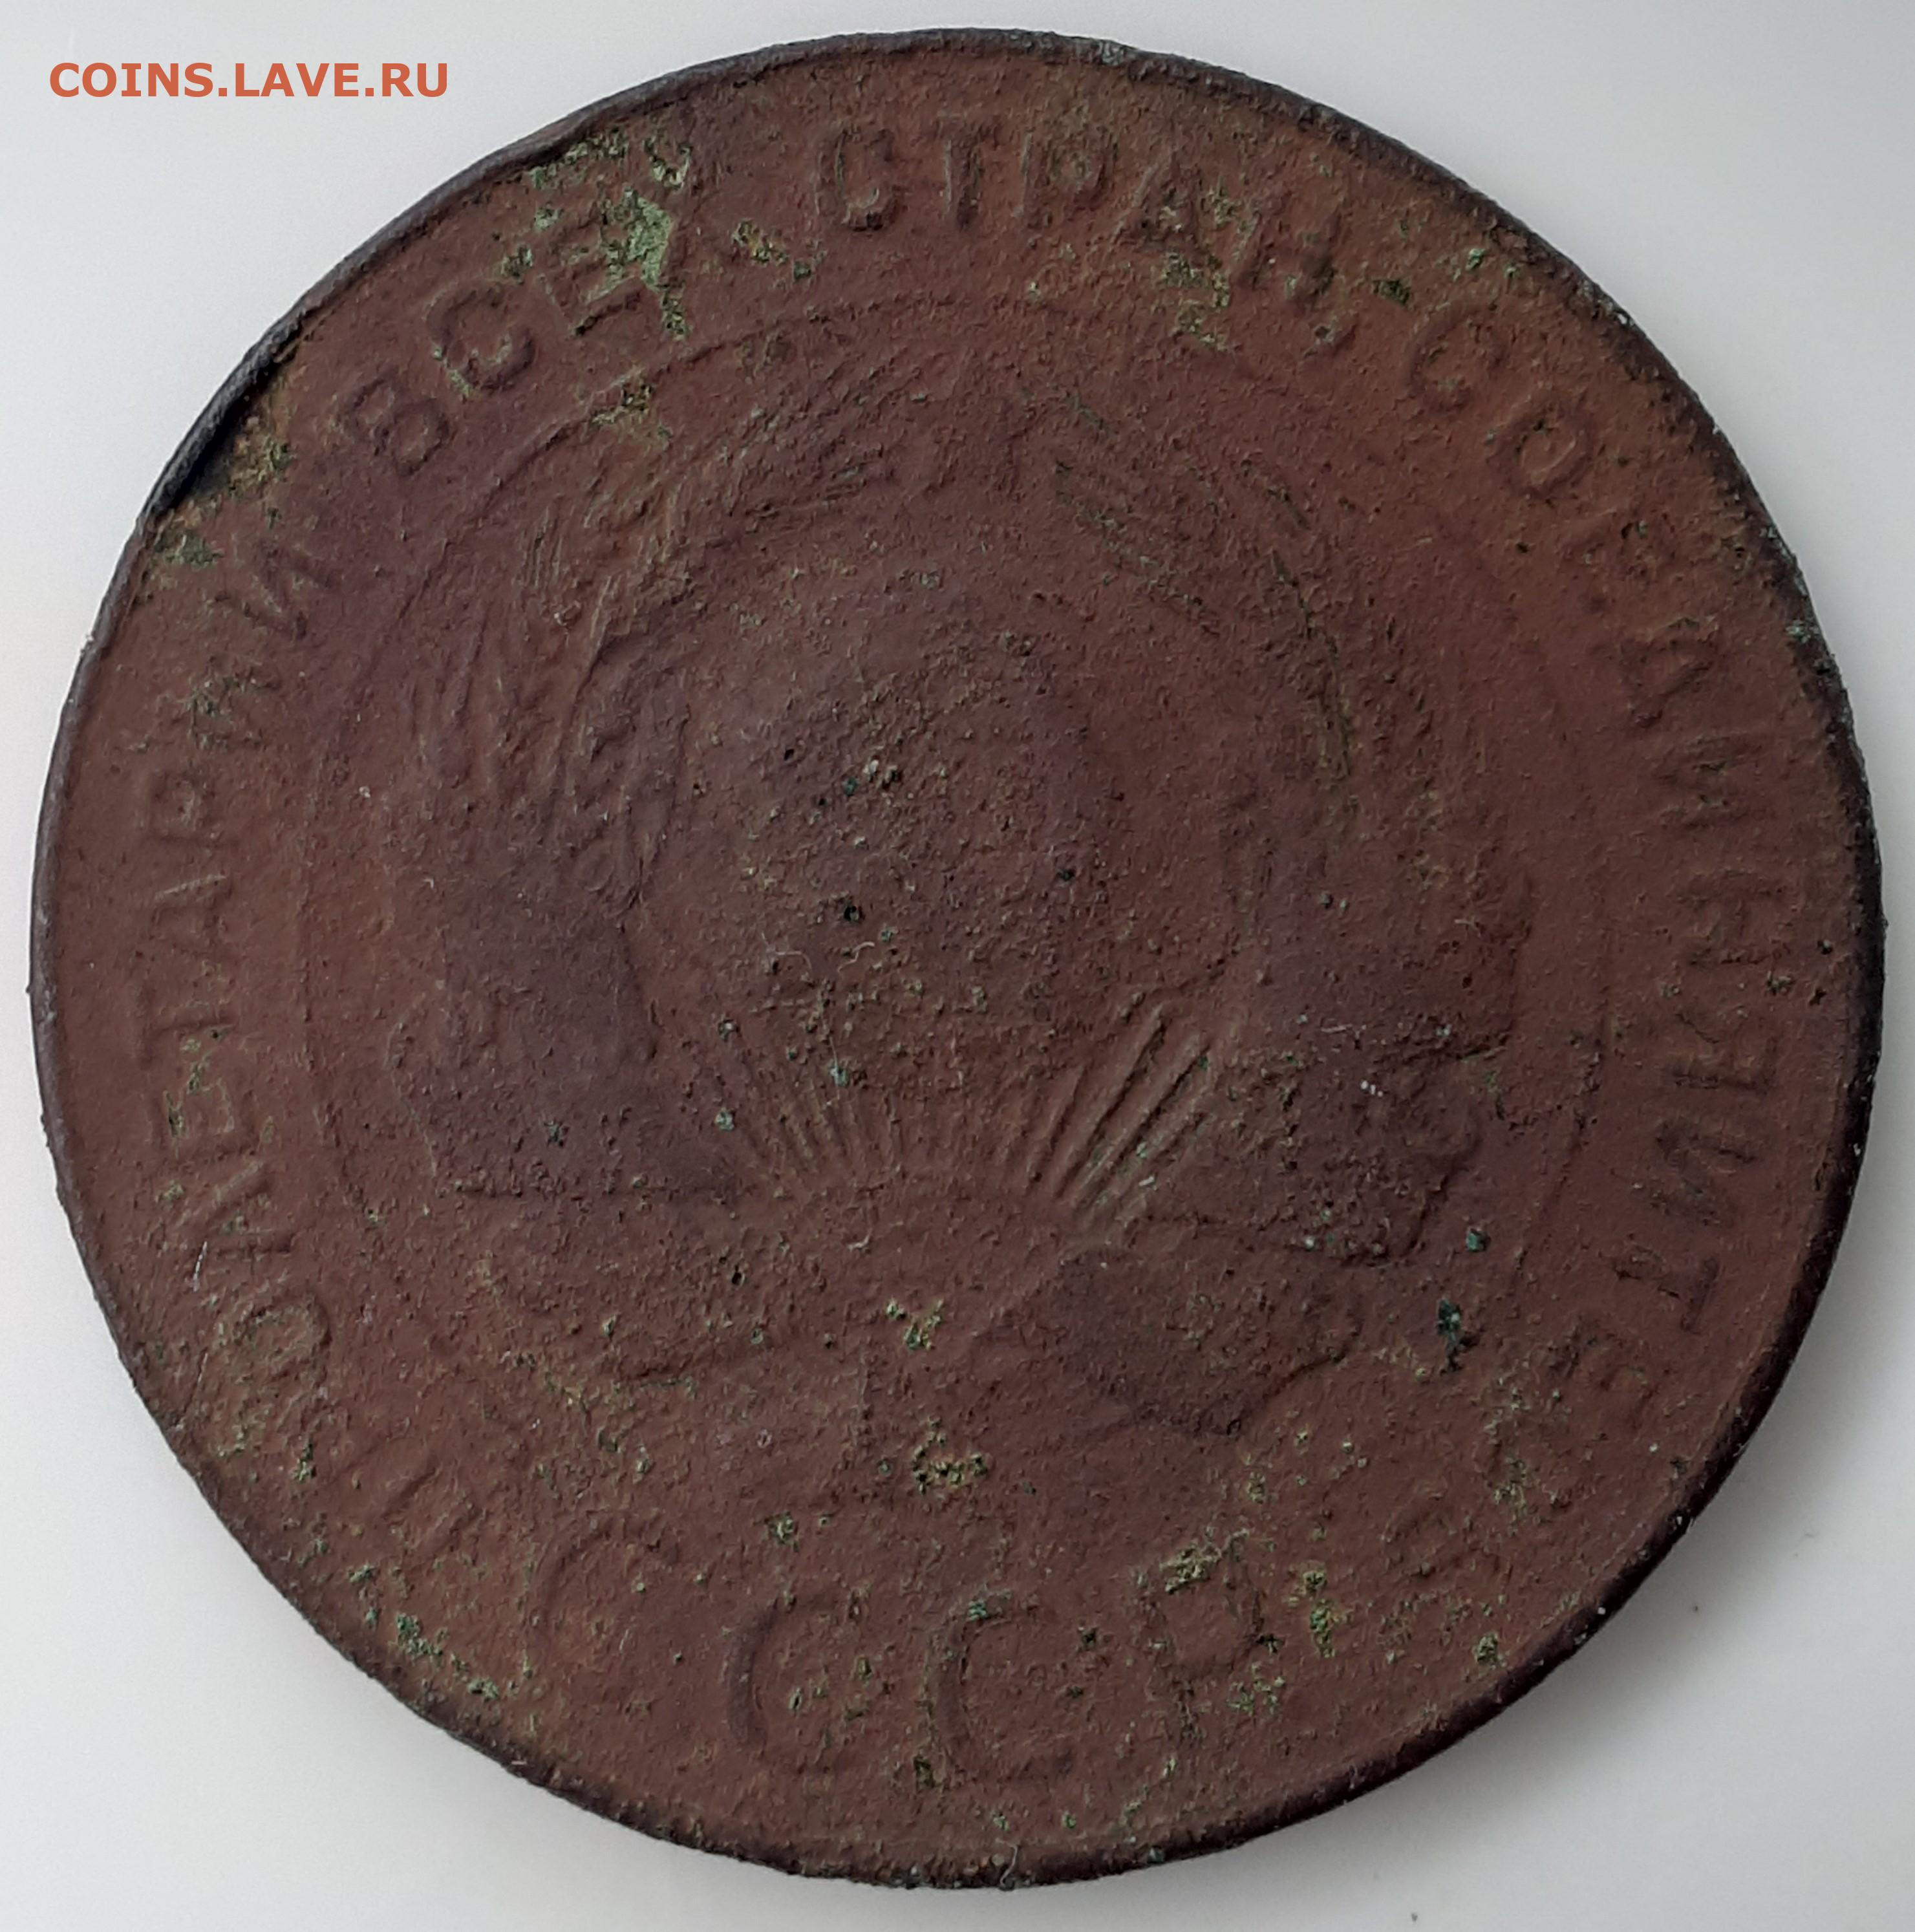 COINS.LAVE.RU
ПРОЛЕТАРИИ ВСЕХ СТРАН, СОЕДИНЯЙТЕСЬ!
СССР